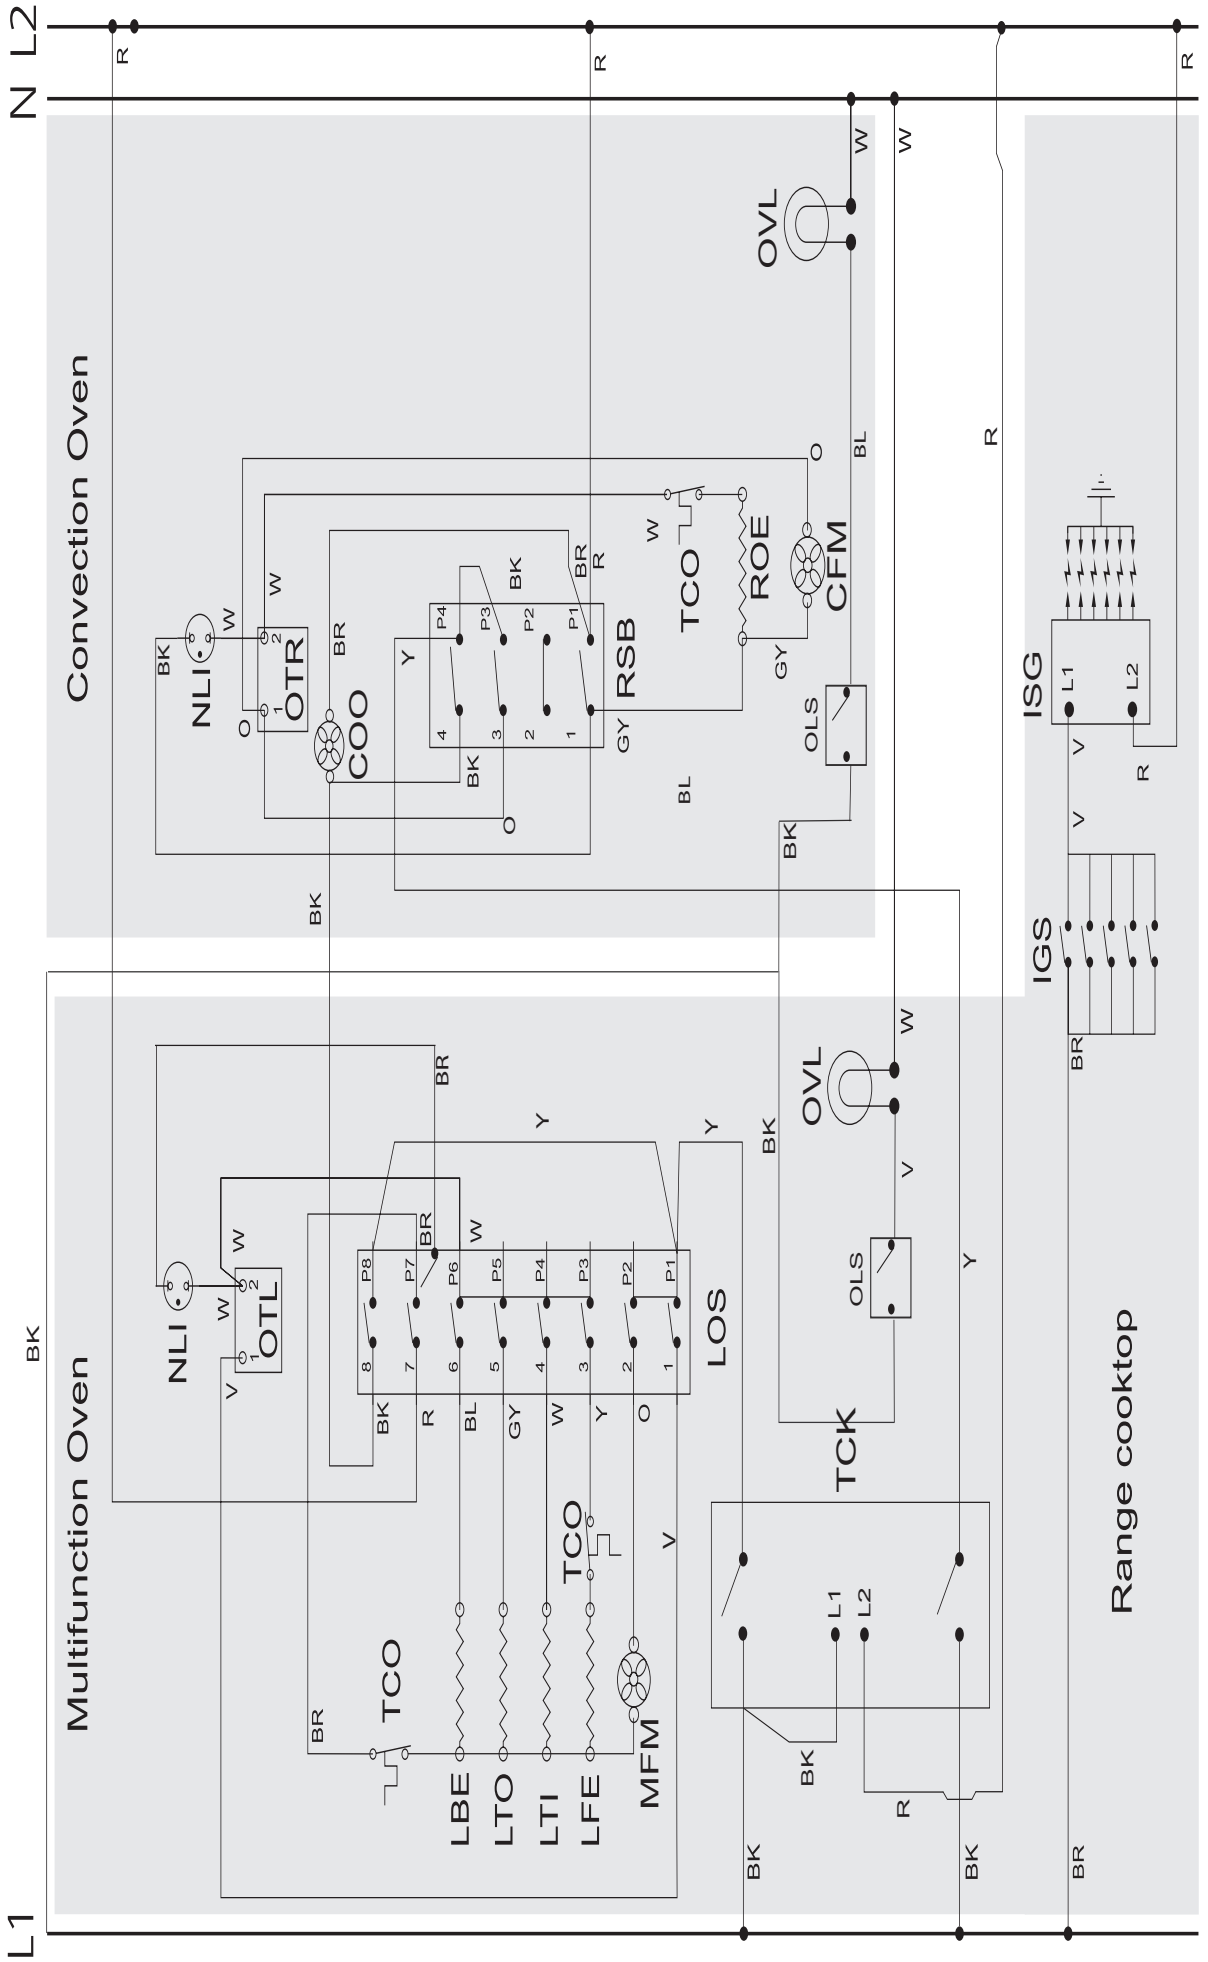 L1
N L2
Multifunction Oven
Convection Oven
Range cooktop
R
R
R
R
W
W
OVL
BL
O
R
W
W
BK
NLI
2
1
OTR
O
BR
COO
BK
Y
P4
P3
P2
P1
4
3
2
1
RSB
BK
BR
R
BK
O
GY
W
TCO
ROE
CFM
GY
BL
OLS
BK
ISG
L1
L2
V
V
R
IGS
BR
BK
BK
BR
Y
Y
BK
OVL
W
V
OLS
NLI
W
W
2
1
OTL
V
BR
W
P8
P7
P6
P5
P4
P3
P2
P1
8
7
6
5
4
3
2
1
LOS
BK
R
BL
GY
W
Y
O
V
TCO
TCK
Y
L1
L2
BR
TCO
LBE
LTO
LTI
LFE
MFM
BK
R
BK
BK
BR